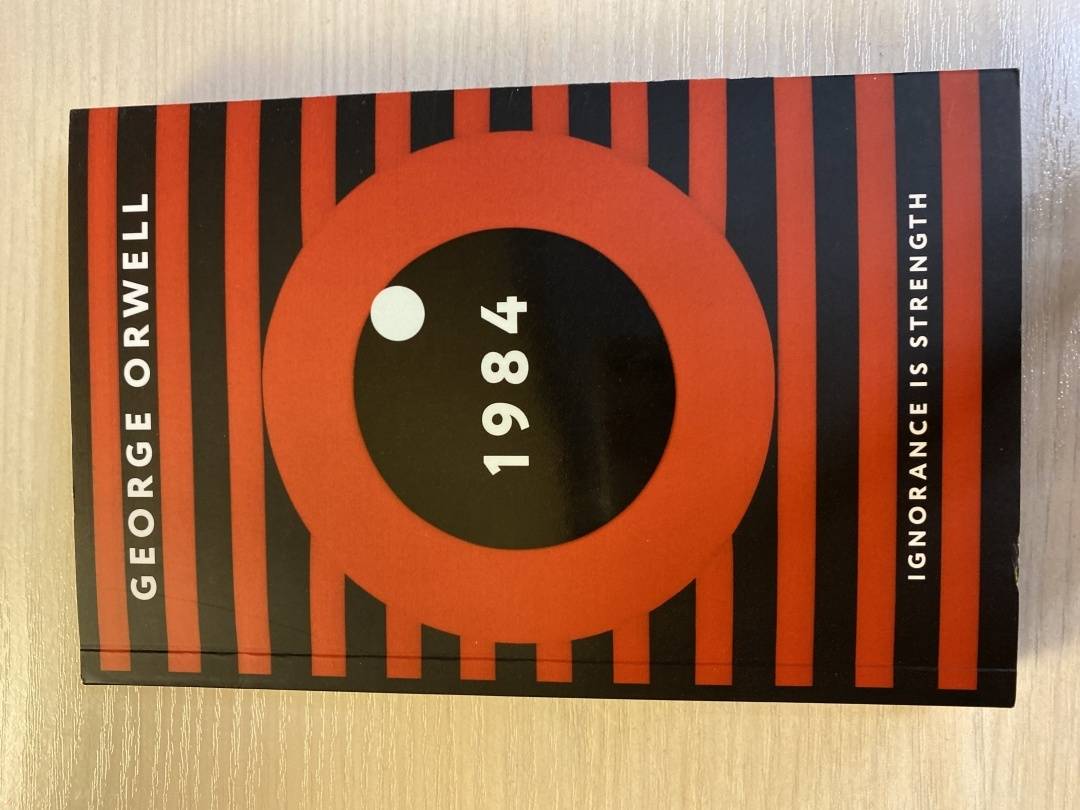 GEORGE ORWELL
1984
IGNORANCE IS STRENGTH